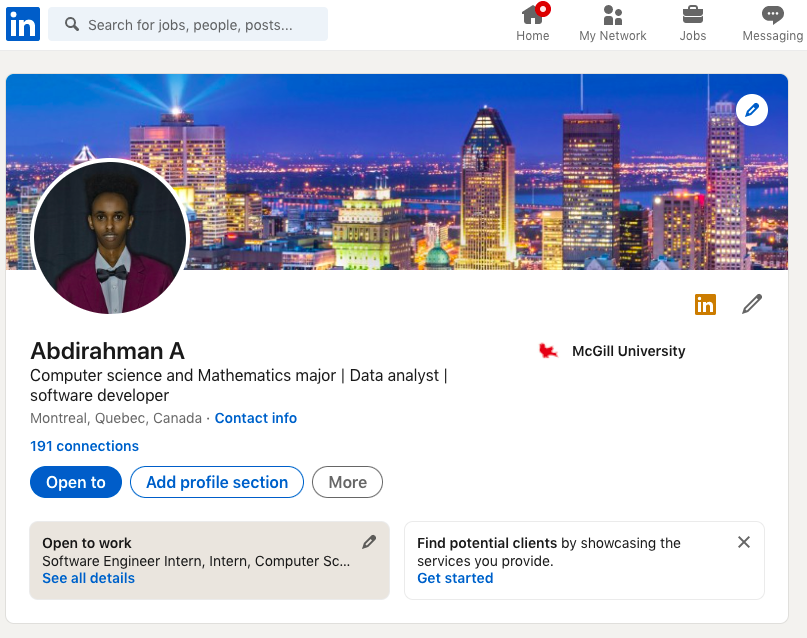 in
Search for jobs, people, posts...
Home
My Network
Jobs
Messaging
in
Abdirahman A
McGill University
Computer science and Mathematics major | Data analyst |
software developer
Montreal, Quebec, Canada · Contact info
191 connections
Open to
Add profile section
More
Open to work
Software Engineer Intern, Intern, Computer Sc...
See all details
Find potential clients by showcasing the
services you provide.
Get started